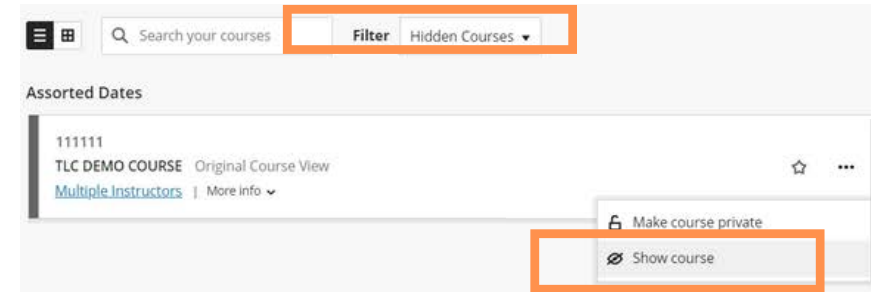 Search your courses Filter Hidden Courses
Assorted Dates
111111
TLC DEMO COURSE Original Course View
Multiple Instructors | More info
Make course private
Show course